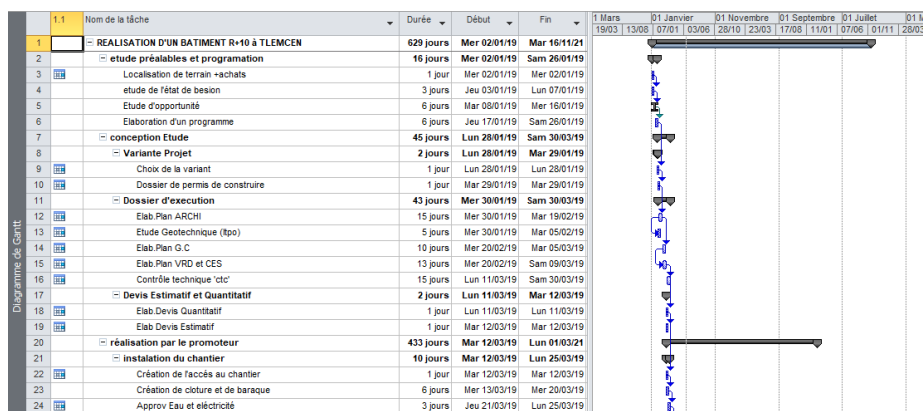 1.1 Nom de la tâche Durée Début Fin 1 Mars 01 Janvier 01 Novembre 01 Septembre 01 Juillet 01 M
19/03 13/08 07/01 03/06 28/10 23/03 17/08 11/01 07/06 01/11 28/03
1 REALISATION D'UN BATIMENT R+10 à TLEMCEN 629 jours Mer 02/01/19 Mar 16/11/21
2 etude préalables et programation 16 jours Mer 02/01/19 Sam 26/01/19
3 Localisation de terrain +achats 1 jour Mer 02/01/19 Mer 02/01/19
4 etude de l'état de besion 3 jours Jeu 03/01/19 Lun 07/01/19
5 Etude d'opportunité 6 jours Mar 08/01/19 Mer 16/01/19
6 Elaboration d'un programme 6 jours Jeu 17/01/19 Sam 26/01/19
7 conception Etude 45 jours Lun 28/01/19 Sam 30/03/19
8 Variante Projet 2 jours Lun 28/01/19 Mar 29/01/19
9 Choix de la variant 1 jour Lun 28/01/19 Lun 28/01/19
10 Dossier de permis de construire 1 jour Mar 29/01/19 Mar 29/01/19
11 Dossier d'execution 43 jours Mer 30/01/19 Sam 30/03/19
12 Elab.Plan ARCHI 15 jours Mer 30/01/19 Mar 19/02/19
13 Etude Geotechnique (ltpo) 5 jours Mer 30/01/19 Mar 05/02/19
14 Elab.Plan G.C 10 jours Mer 20/02/19 Mar 05/03/19
15 Elab.Plan VRD et CES 13 jours Mer 20/02/19 Sam 09/03/19
16 Contrôle technique 'ctc' 15 jours Lun 11/03/19 Sam 30/03/19
17 Devis Estimatif et Quantitatif 2 jours Lun 11/03/19 Mar 12/03/19
18 Elab.Devis Quantitatif 1 jour Lun 11/03/19 Lun 11/03/19
19 Elab Devis Estimatif 1 jour Mar 12/03/19 Mar 12/03/19
20 réalisation par le promoteur 433 jours Mar 12/03/19 Lun 01/03/21
21 instalation du chantier 10 jours Mar 12/03/19 Lun 25/03/19
22 Création de l'accès au chantier 1 jour Mar 12/03/19 Mar 12/03/19
23 Création de cloture et de baraque 6 jours Mer 13/03/19 Mer 20/03/19
24 Approv Eau et eléctricité 3 jours Jeu 21/03/19 Lun 25/03/19
Diagramme de Gantt